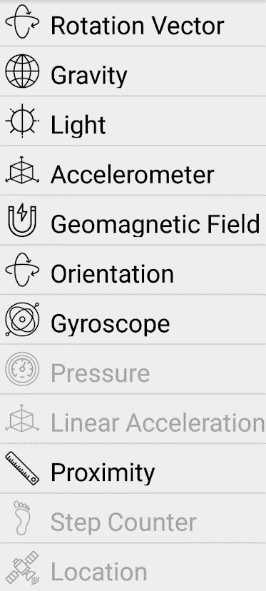 Rotation Vector
Gravity
Light
Accelerometer
Geomagnetic Field
Orientation
Gyroscope
Pressure
Linear Acceleration
Proximity
Step Counter
Location